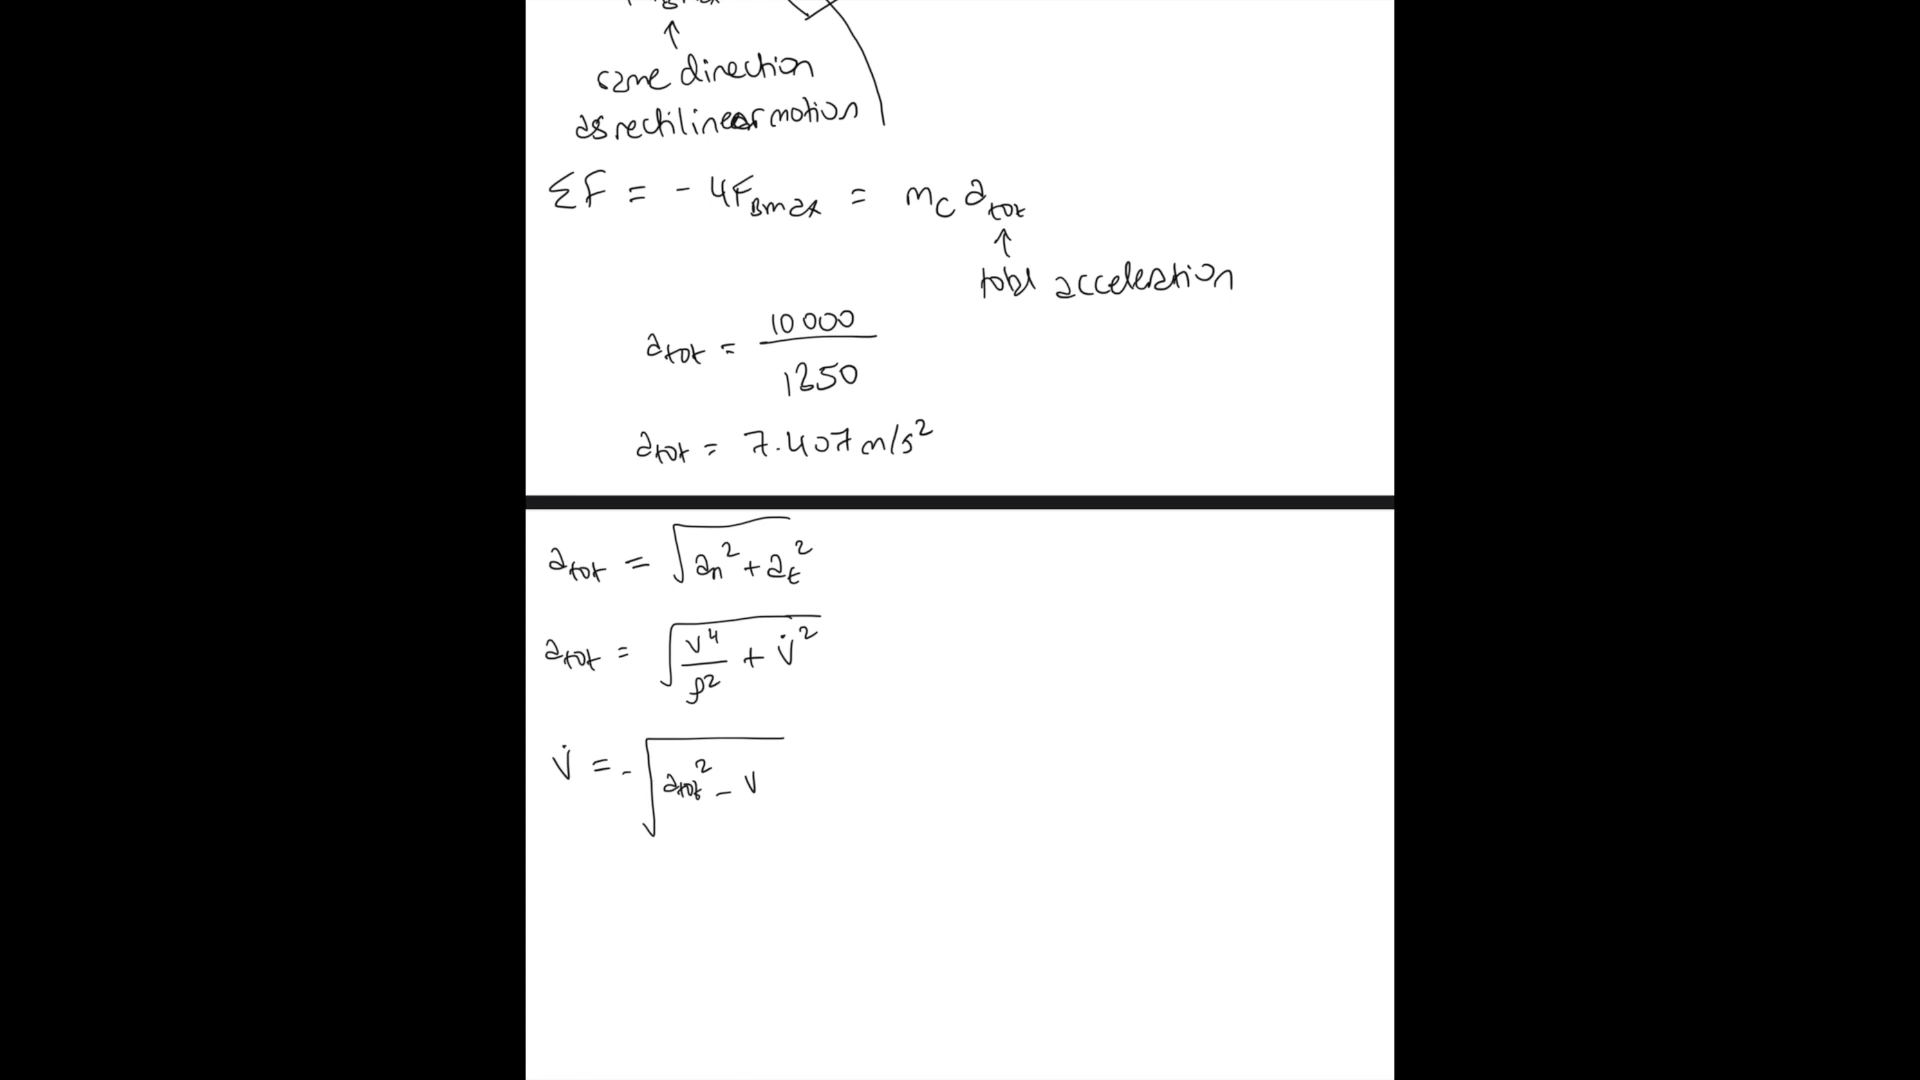 ↑
same direction
as rectilinear motion
ΣF = - 4F_Bmax = m_C a_tot
↑
total acceleration
a_tot = 10 000 / 1350
a_tot = 7.407 m/s²
a_tot = √(a_n² + a_t²)
a_tot = √(v⁴/ρ² + v̇²)
v̇ = -√(a_tot² - v